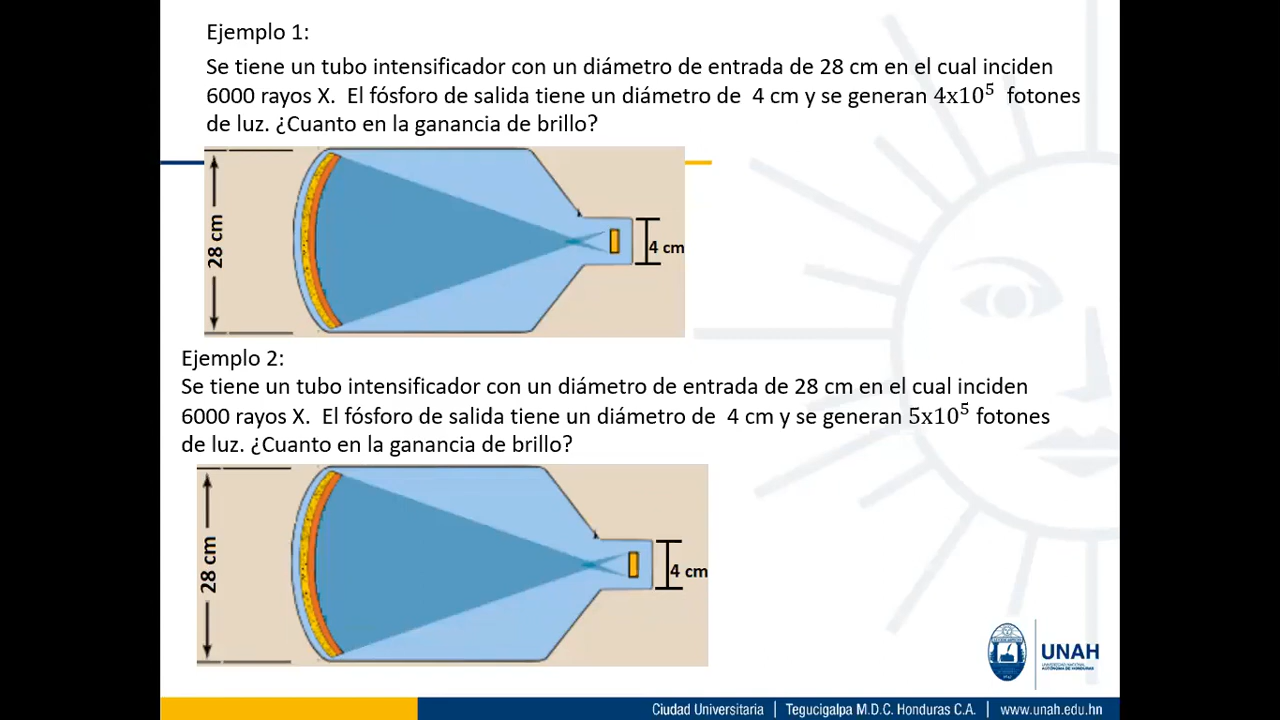 Ejemplo 1:
Se tiene un tubo intensificador con un diámetro de entrada de 28 cm en el cual inciden
6000 rayos X.  El fósforo de salida tiene un diámetro de  4 cm y se generan 4x10⁵  fotones
de luz. ¿Cuanto en la ganancia de brillo?
28 cm
4 cm
Ejemplo 2:
Se tiene un tubo intensificador con un diámetro de entrada de 28 cm en el cual inciden
6000 rayos X.  El fósforo de salida tiene un diámetro de  4 cm y se generan 5x10⁵ fotones
de luz. ¿Cuanto en la ganancia de brillo?
28 cm
4 cm
UNAH
UNIVERSIDAD NACIONAL
AUTÓNOMA DE HONDURAS
Ciudad Universitaria | Tegucigalpa M.D.C. Honduras C.A. | www.unah.edu.hn